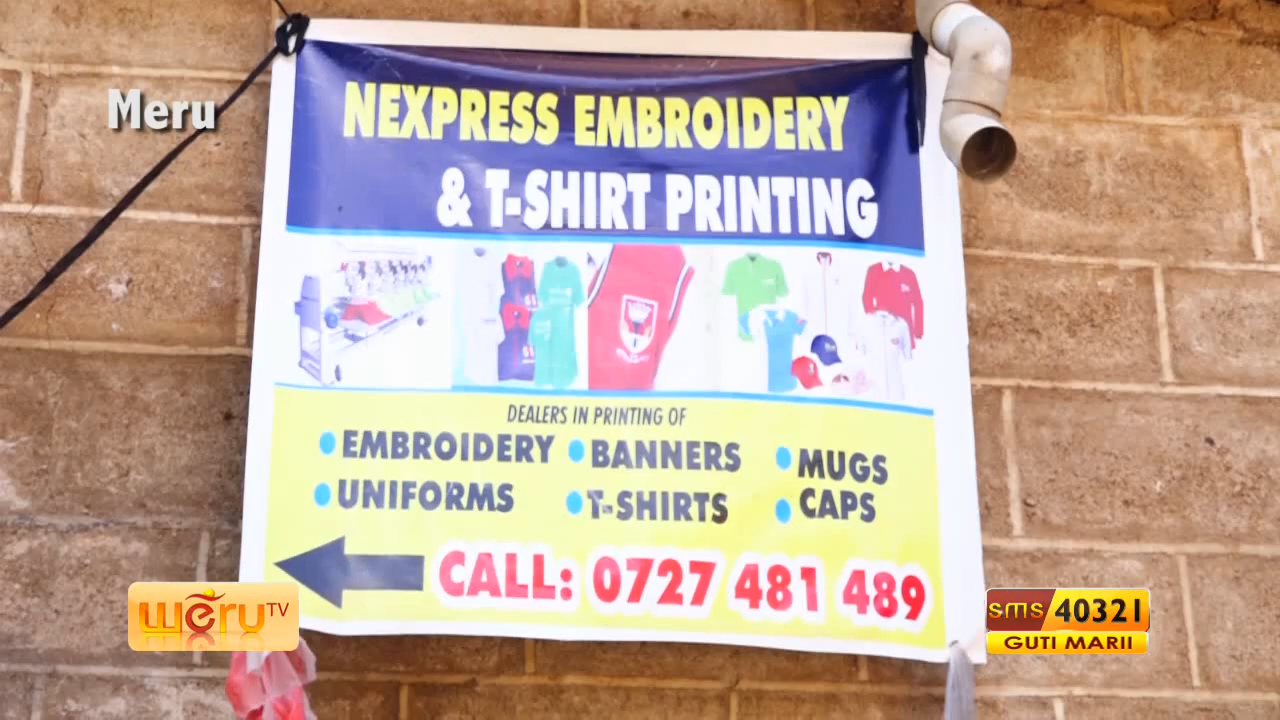 Meru
NEXPRESS EMBROIDERY
& T-SHIRT PRINTING
DEALERS IN PRINTING OF
EMBROIDERY
BANNERS
MUGS
UNIFORMS
T-SHIRTS
CAPS
CALL: 0727 481 489
weru TV
sms 40321
GUTI MARII